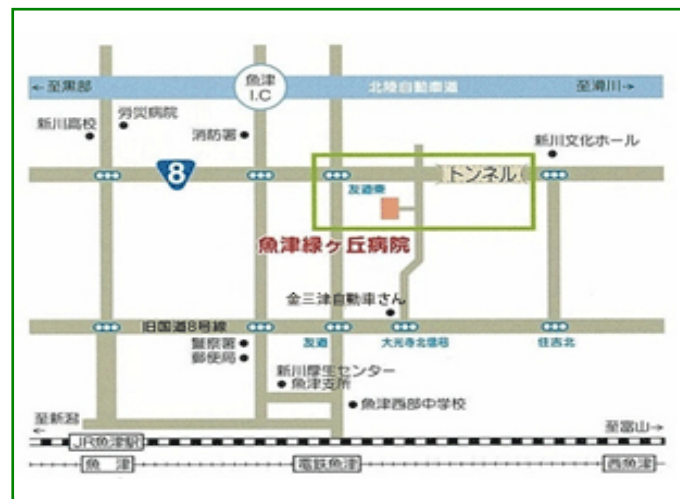 魚津
I.C
←至黒部
北陸自動車道
至滑川→
労災病院
新川高校
消防署
新川文化ホール
8
トンネル
友道東
魚津緑ヶ丘病院
金三津自動車さん
旧国道8号線
友道
大光寺北信号
住吉北
警察署
郵便局
新川厚生センター
魚津支所
魚津西部中学校
至新潟
←
至富山→
JR魚津駅
魚 津
電鉄魚津
西魚津